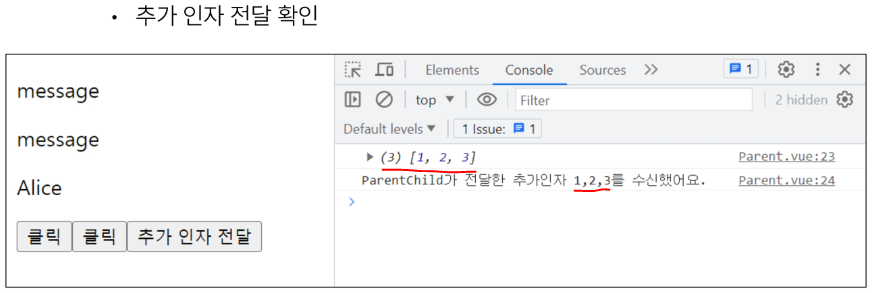 • 추가 인자 전달 확인
message
message
Alice
클릭 클릭 추가 인자 전달
Elements Console Sources 1
top Filter 2 hidden
Default levels 1 Issue: 1
(3) [1, 2, 3] Parent.vue:23
ParentChild가 전달한 추가인자 1,2,3를 수신했어요. Parent.vue:24